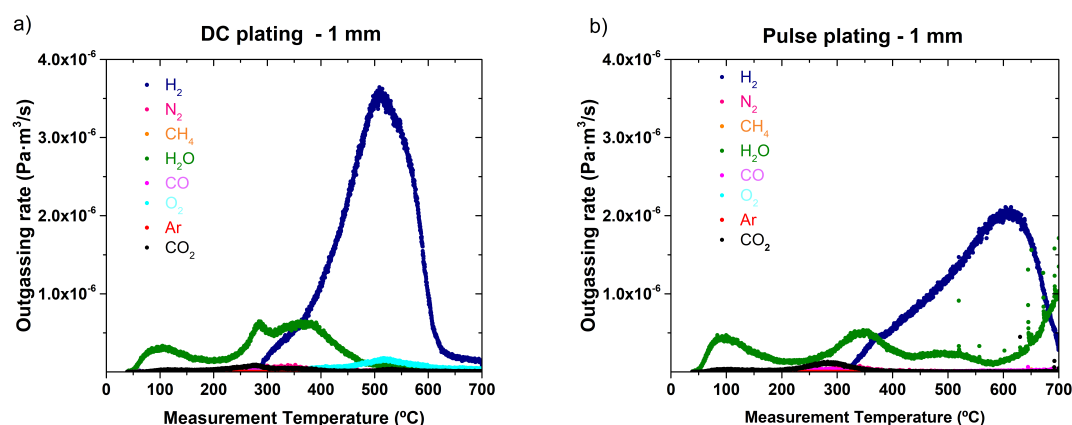 a)
DC plating - 1 mm
4.0x10⁻⁶
3.0x10⁻⁶
2.0x10⁻⁶
1.0x10⁻⁶
Outgassing rate (Pa·m³/s)
H₂
N₂
CH₄
H₂O
CO
O₂
Ar
CO₂
0 100 200 300 400 500 600 700
Measurement Temperature (ºC)
b)
Pulse plating - 1 mm
4.0x10⁻⁶
3.0x10⁻⁶
2.0x10⁻⁶
1.0x10⁻⁶
Outgassing rate (Pa·m³/s)
H₂
N₂
CH₄
H₂O
CO
O₂
Ar
CO₂
0 100 200 300 400 500 600 700
Measurement Temperature (ºC)